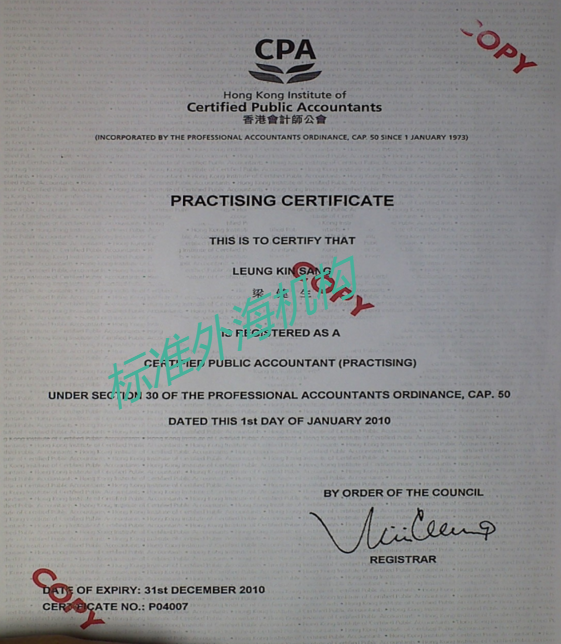 COPY
CPA
Hong Kong Institute of
Certified Public Accountants
香港會計師公會
(INCORPORATED BY THE PROFESSIONAL ACCOUNTANTS ORDINANCE, CAP. 50 SINCE 1 JANUARY 1973)
PRACTISING CERTIFICATE
THIS IS TO CERTIFY THAT
LEUNG KIN SANG
梁 生
COPY
标准外海机构
IS REGISTERED AS A
CERTIFIED PUBLIC ACCOUNTANT (PRACTISING)
UNDER SECTION 30 OF THE PROFESSIONAL ACCOUNTANTS ORDINANCE, CAP. 50
DATED THIS 1st DAY OF JANUARY 2010
BY ORDER OF THE COUNCIL
REGISTRAR
COPY
DATE OF EXPIRY: 31st DECEMBER 2010
CERTIFICATE NO.: P04007